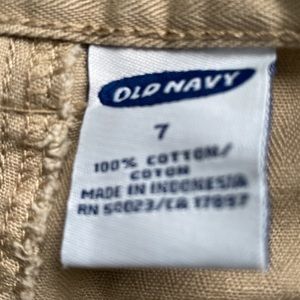 OLD NAVY
7
100% COTTON/
COTON
MADE IN INDONESIA
RN 54023/CA 17897